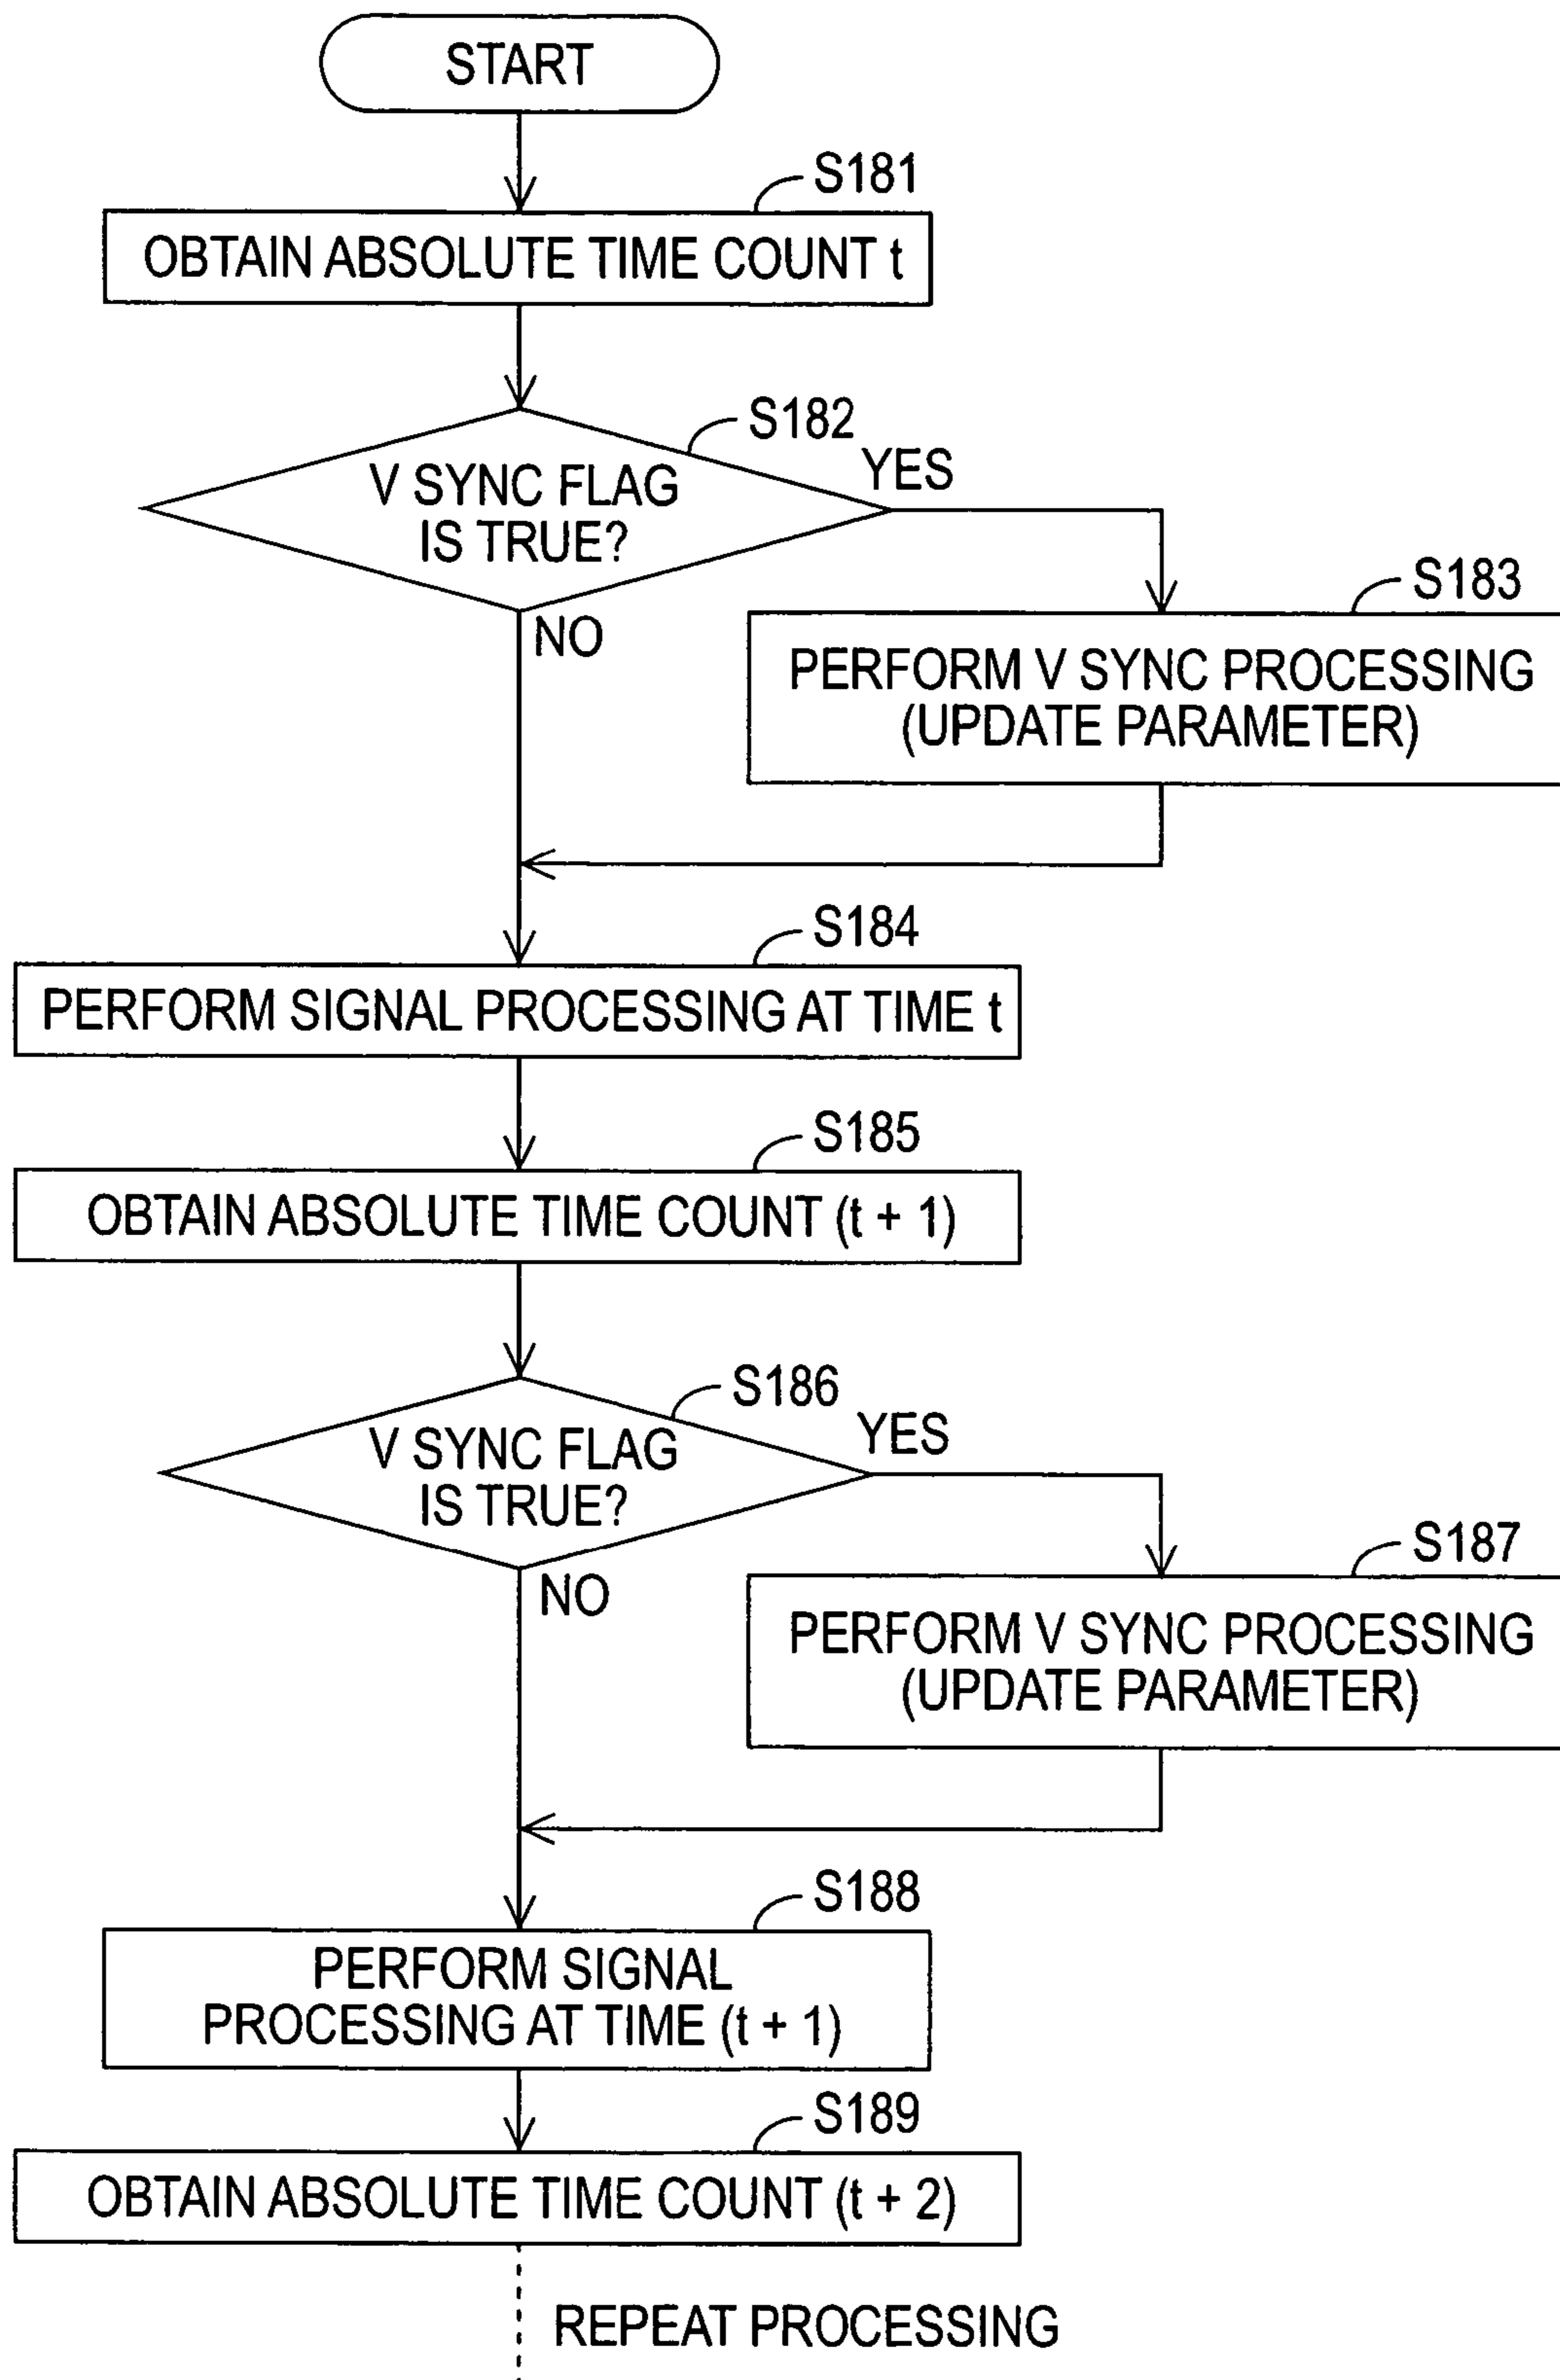 START
S181
OBTAIN ABSOLUTE TIME COUNT t
S182
V SYNC FLAG
IS TRUE?
YES
NO
S183
PERFORM V SYNC PROCESSING
(UPDATE PARAMETER)
S184
PERFORM SIGNAL PROCESSING AT TIME t
S185
OBTAIN ABSOLUTE TIME COUNT (t + 1)
S186
V SYNC FLAG
IS TRUE?
YES
NO
S187
PERFORM V SYNC PROCESSING
(UPDATE PARAMETER)
S188
PERFORM SIGNAL
PROCESSING AT TIME (t + 1)
S189
OBTAIN ABSOLUTE TIME COUNT (t + 2)
REPEAT PROCESSING